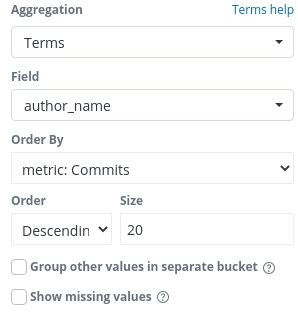 Aggregation Terms help
Terms
Field
author_name
Order By
metric: Commits
Order Size
Descendin 20
Group other values in separate bucket ?
Show missing values ?